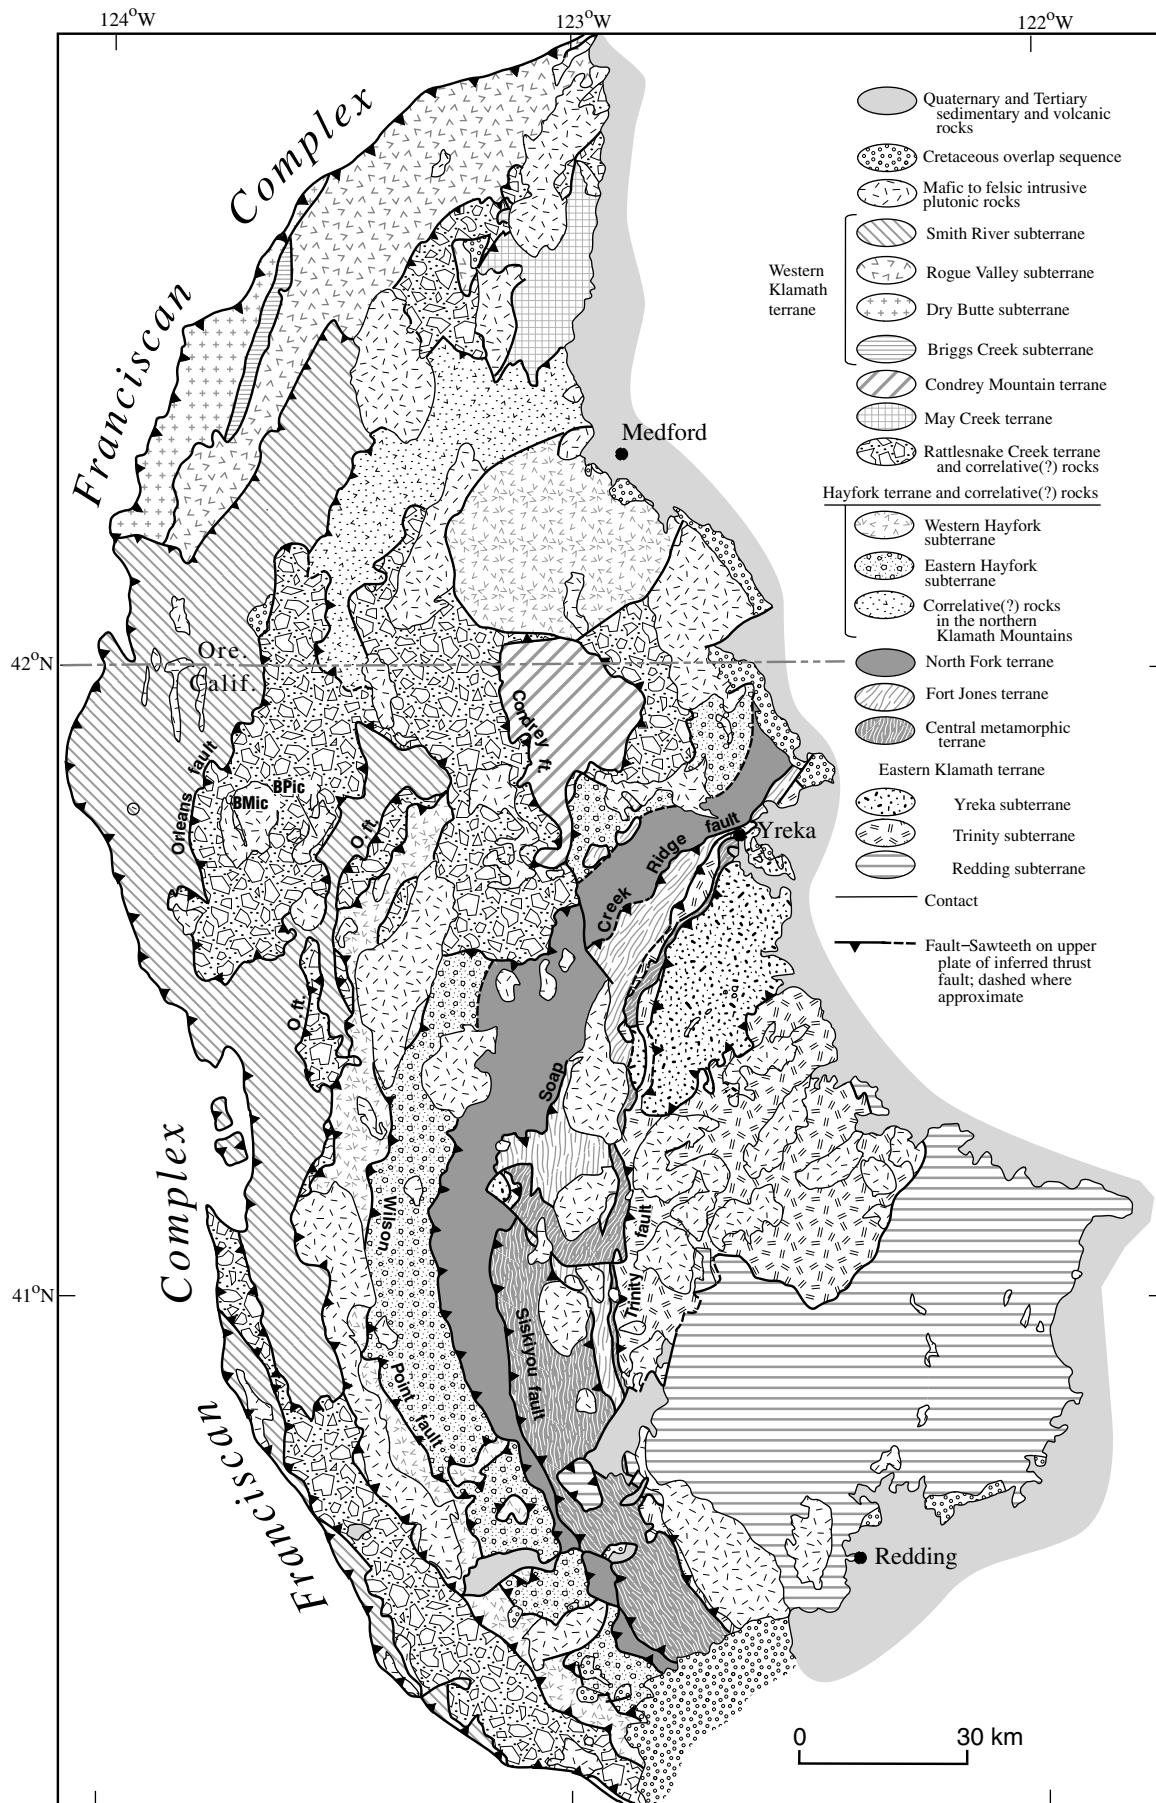 124°W
123°W
122°W
Quaternary and Tertiary
sedimentary and volcanic
rocks
Cretaceous overlap sequence
Mafic to felsic intrusive
plutonic rocks
Smith River subterrane
Western
Klamath
terrane
Rogue Valley subterrane
Dry Butte subterrane
Briggs Creek subterrane
Condrey Mountain terrane
May Creek terrane
Rattlesnake Creek terrane
and correlative(?) rocks
Hayfork terrane and correlative(?) rocks
Western Hayfork
subterrane
Eastern Hayfork
subterrane
Correlative(?) rocks
in the northern
Klamath Mountains
North Fork terrane
Fort Jones terrane
Central metamorphic
terrane
Eastern Klamath terrane
Yreka subterrane
Trinity subterrane
Redding subterrane
Contact
Fault–Sawteeth on upper
plate of inferred thrust
fault; dashed where
approximate
Franciscan Complex
Medford
Ore.
42°N
Calif.
Condrey ft.
Orleans fault
BPic
BMic
O. ft.
Yreka
Soap Creek Ridge fault
O. ft.
Franciscan Complex
Wilson Point fault
Trinity fault
41°N
Siskiyou fault
Redding
0 30 km